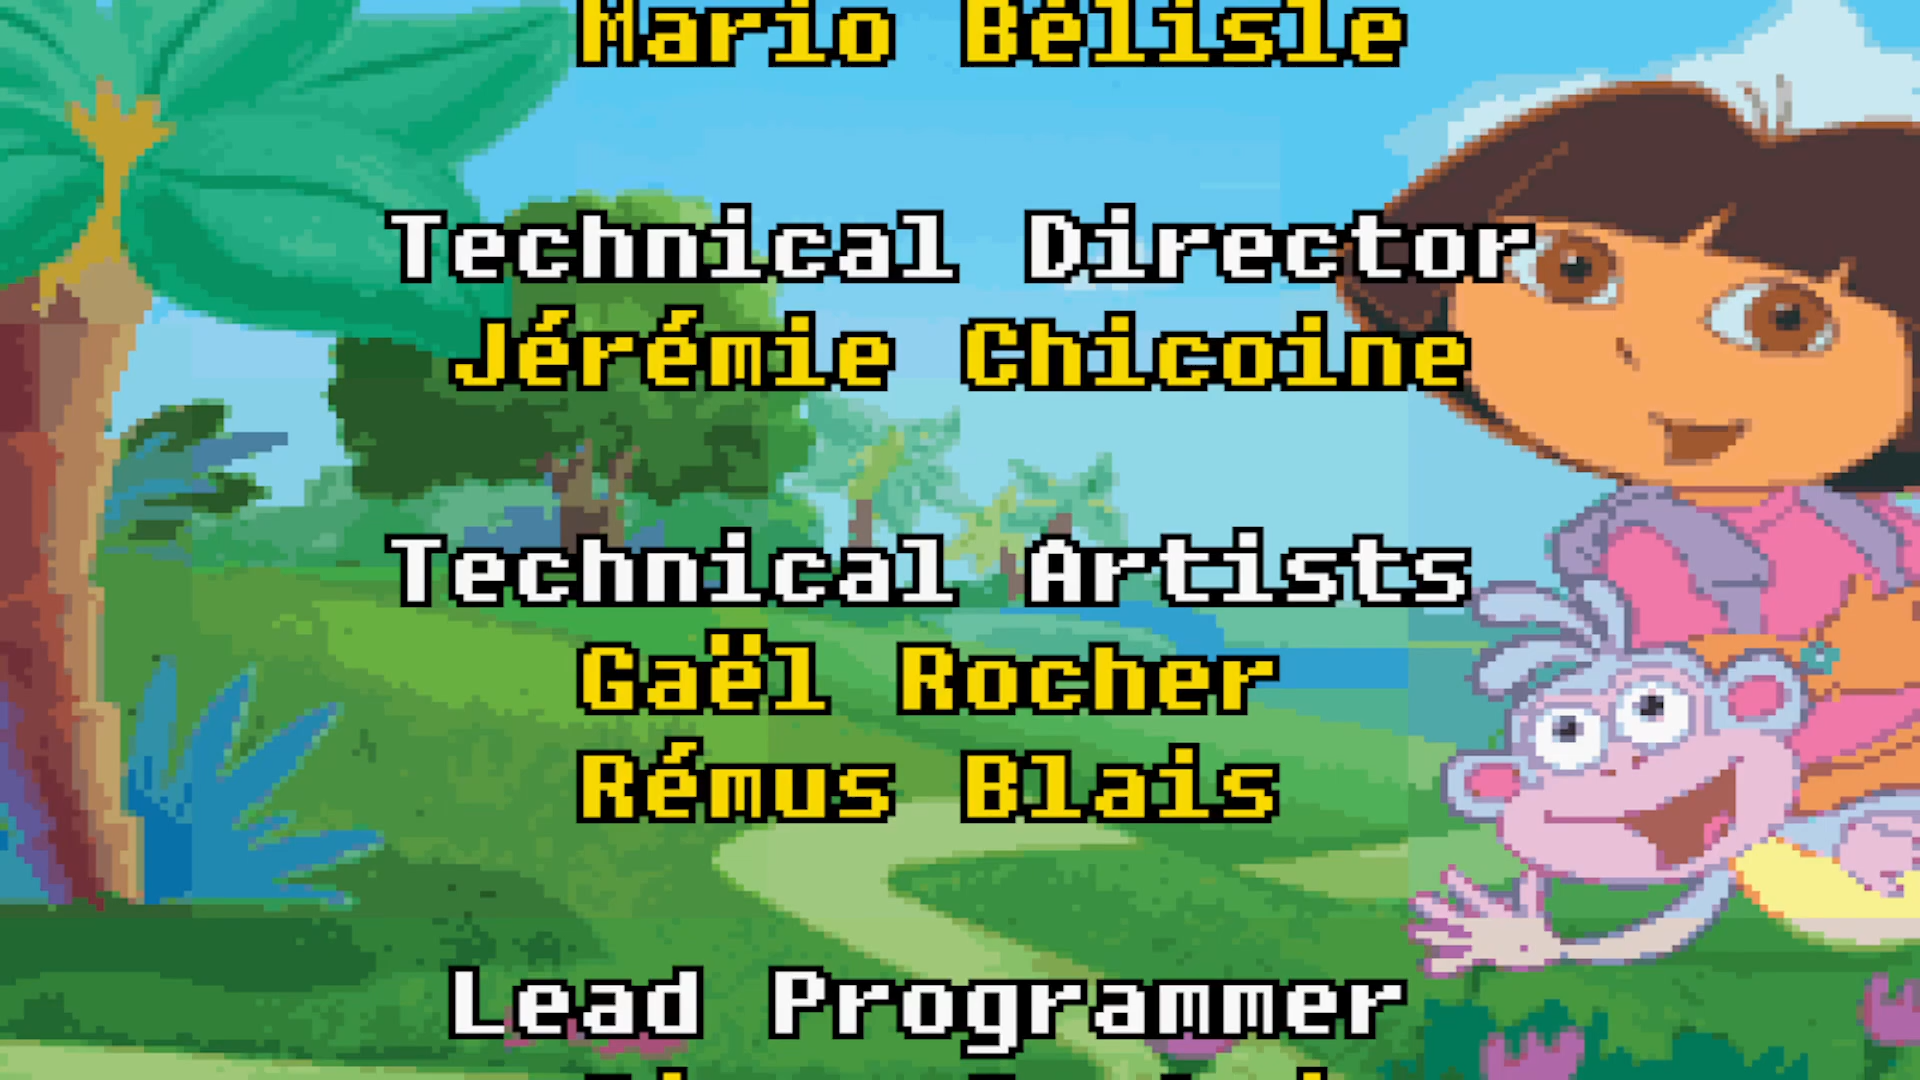 Mario Bélisle
Technical Director
Jérémie Chicoine
Technical Artists
Gaël Rocher
Rémus Blais
Lead Programmer